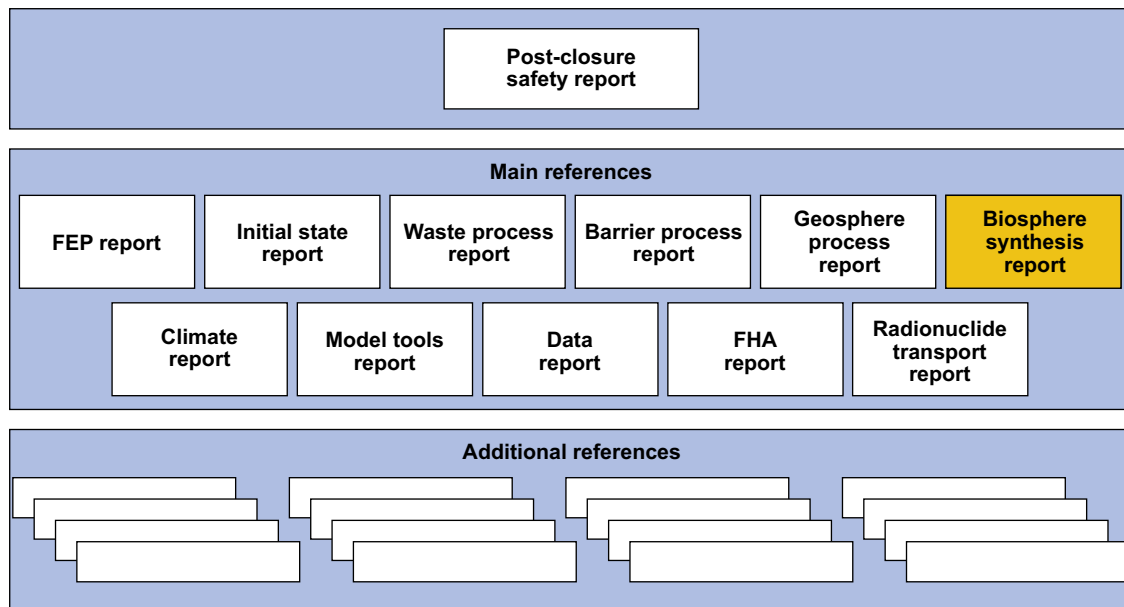 Post-closure
safety report
Main references
FEP report
Initial state
report
Waste process
report
Barrier process
report
Geosphere
process
report
Biosphere
synthesis
report
Climate
report
Model tools
report
Data
report
FHA
report
Radionuclide
transport
report
Additional references